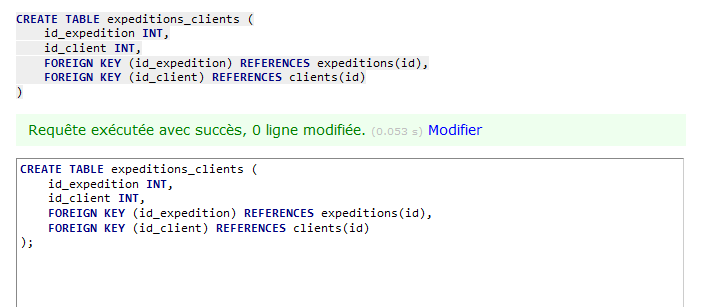 CREATE TABLE expeditions_clients (
    id_expedition INT,
    id_client INT,
    FOREIGN KEY (id_expedition) REFERENCES expeditions(id),
    FOREIGN KEY (id_client) REFERENCES clients(id)
)
Requête exécutée avec succès, 0 ligne modifiée. (0.053 s) Modifier
CREATE TABLE expeditions_clients (
    id_expedition INT,
    id_client INT,
    FOREIGN KEY (id_expedition) REFERENCES expeditions(id),
    FOREIGN KEY (id_client) REFERENCES clients(id)
);